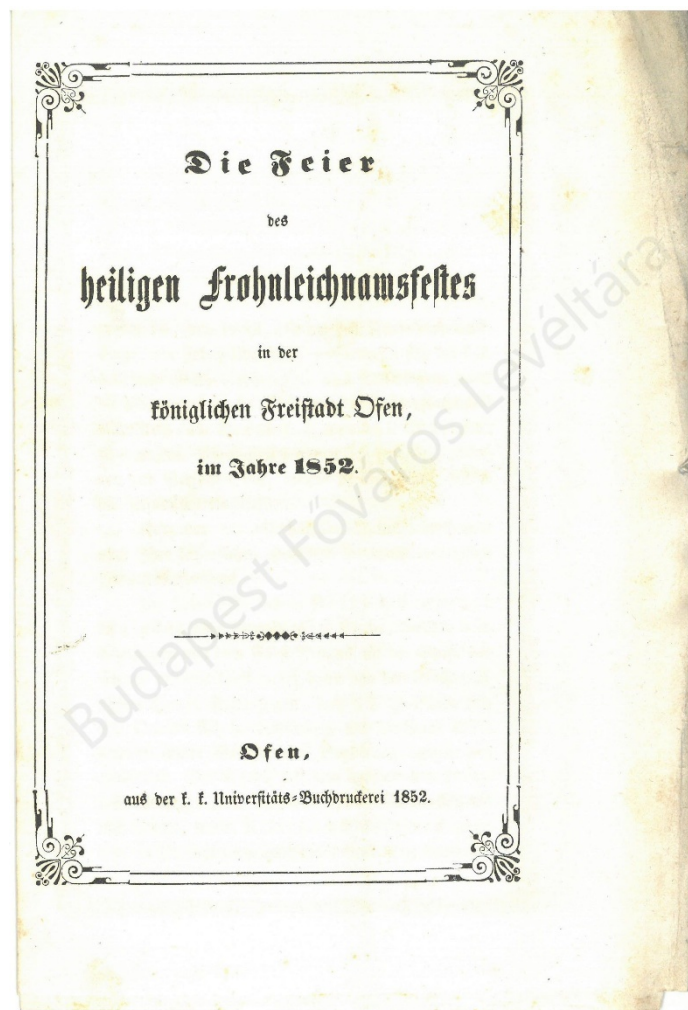 Die Feier
des
heiligen Frohnleichnamsfestes
in der
königlichen Freistadt Ofen,
im Jahre 1852.
Ofen,
aus der k. k. Universitäts-Buchdruckerei 1852.
Budapest Főváros Levéltára